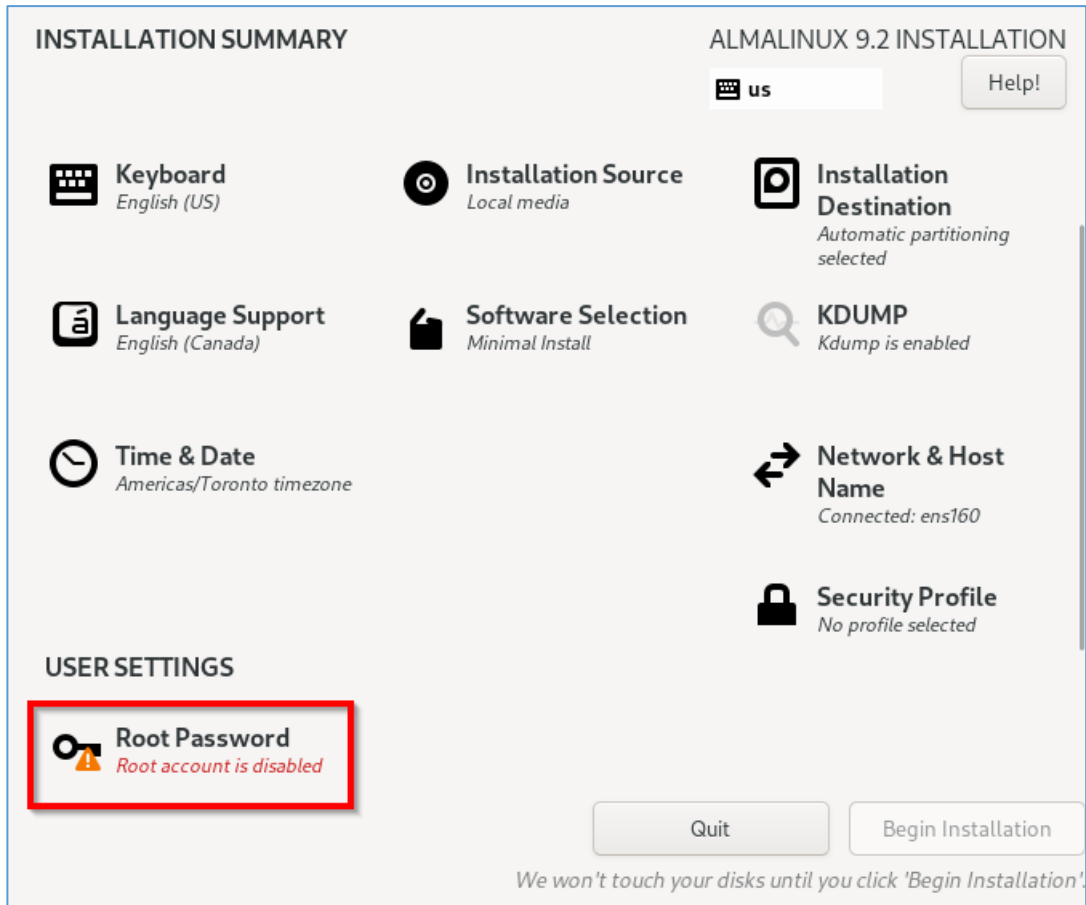 INSTALLATION SUMMARY
ALMALINUX 9.2 INSTALLATION
us
Help!
Keyboard
English (US)
Installation Source
Local media
Installation
Destination
Automatic partitioning
selected
Language Support
English (Canada)
Software Selection
Minimal Install
KDUMP
Kdump is enabled
Time & Date
Americas/Toronto timezone
Network & Host
Name
Connected: ens160
Security Profile
No profile selected
USER SETTINGS
Root Password
Root account is disabled
Quit
Begin Installation
We won't touch your disks until you click 'Begin Installation'.